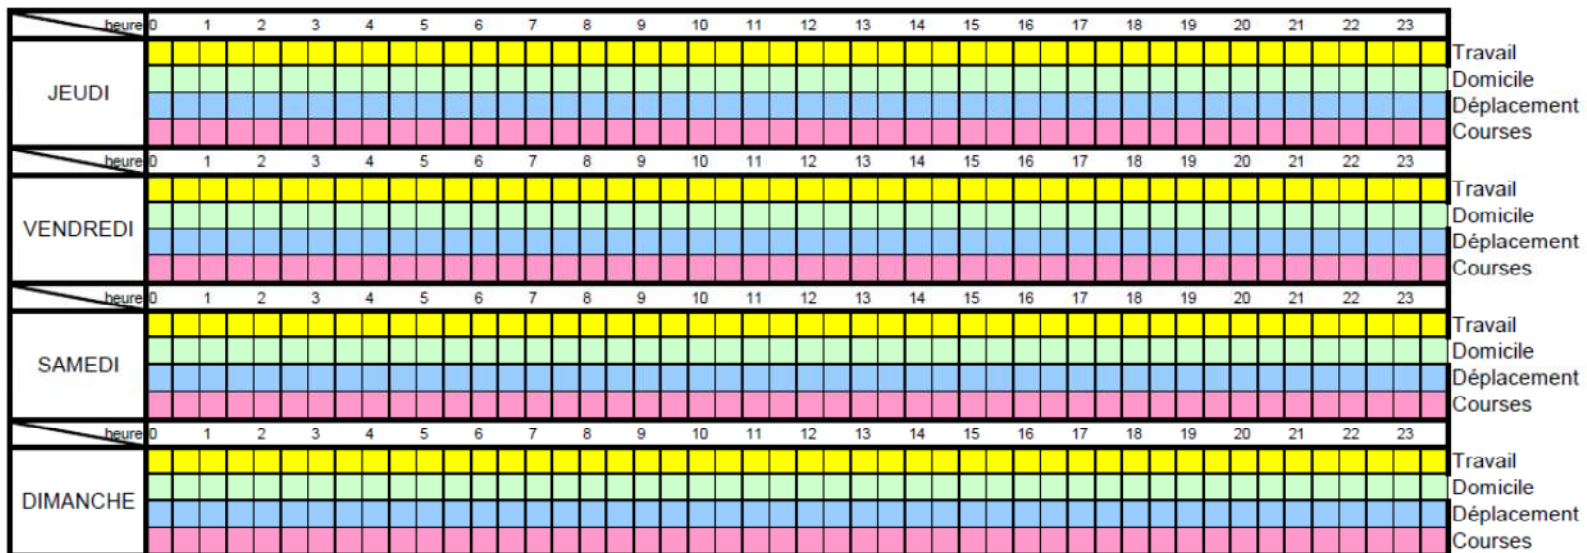 heure 0 1 2 3 4 5 6 7 8 9 10 11 12 13 14 15 16 17 18 19 20 21 22 23
Travail
Domicile
JEUDI
Déplacement
Courses
heure 0 1 2 3 4 5 6 7 8 9 10 11 12 13 14 15 16 17 18 19 20 21 22 23
Travail
Domicile
VENDREDI
Déplacement
Courses
heure 0 1 2 3 4 5 6 7 8 9 10 11 12 13 14 15 16 17 18 19 20 21 22 23
Travail
Domicile
SAMEDI
Déplacement
Courses
heure 0 1 2 3 4 5 6 7 8 9 10 11 12 13 14 15 16 17 18 19 20 21 22 23
Travail
Domicile
DIMANCHE
Déplacement
Courses